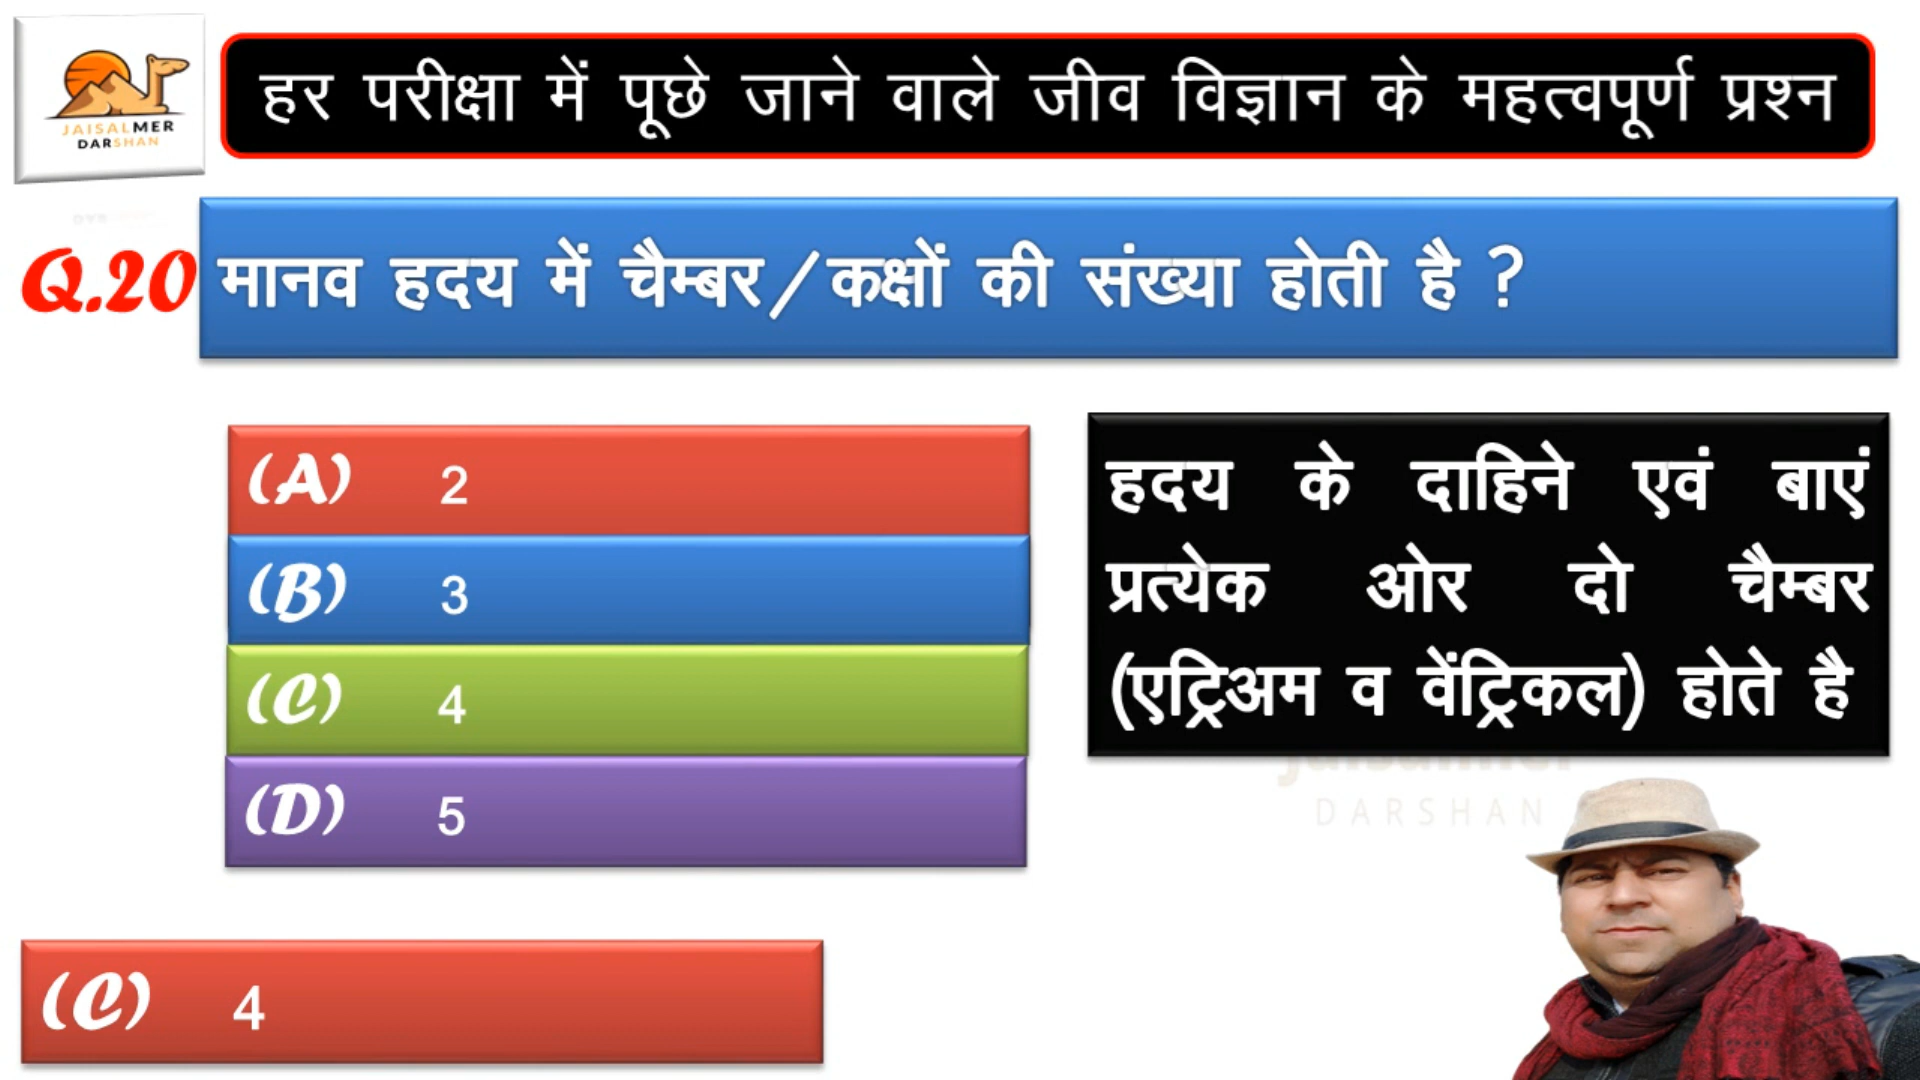 JAISALMER
DARSHAN
हर परीक्षा में पूछे जाने वाले जीव विज्ञान के महत्वपूर्ण प्रश्न
Q.20 मानव हदय में चैम्बर/कक्षों की संख्या होती है ?
(A) 2
(B) 3
(C) 4
(D) 5
हदय के दाहिने एवं बाएं
प्रत्येक ओर दो चैम्बर
(एट्रिअम व वेंट्रिकल) होते है
DARSHAN
(C) 4